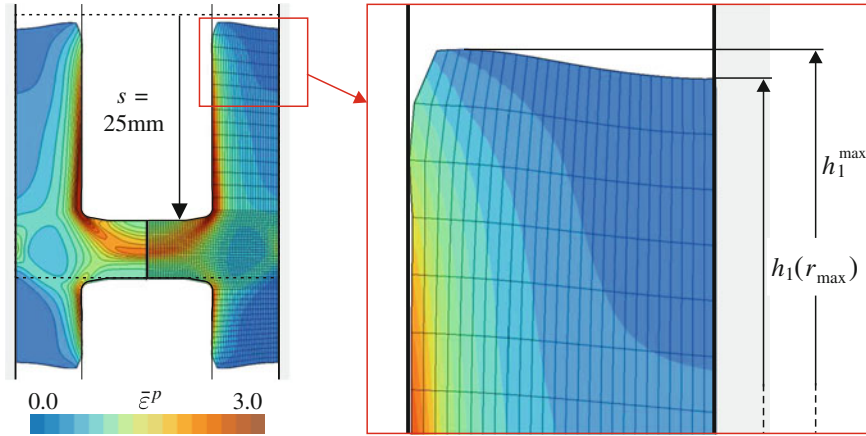 s =
25mm
h₁ᵐᵃˣ
h₁(rₘₐₓ)
0.0 ε̄ᵖ 3.0